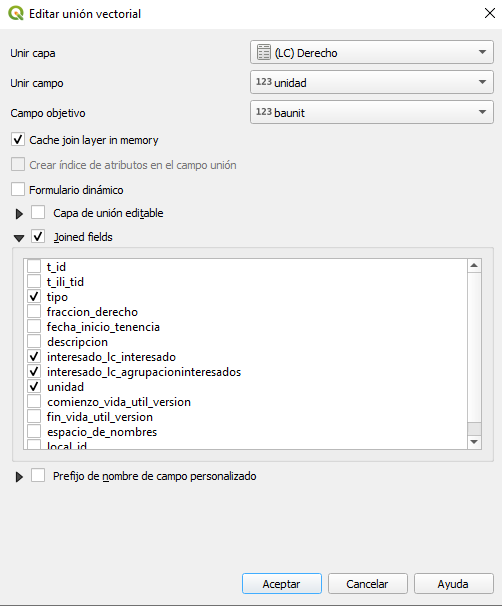 Editar unión vectorial
Unir capa (LC) Derecho
Unir campo 123 unidad
Campo objetivo 123 baunit
Cache join layer in memory
Crear índice de atributos en el campo unión
Formulario dinámico
Capa de unión editable
Joined fields
t_id
t_ili_tid
tipo
fraccion_derecho
fecha_inicio_tenencia
descripcion
interesado_lc_interesado
interesado_lc_agrupacioninteresados
unidad
comienzo_vida_util_version
fin_vida_util_version
espacio_de_nombres
local_id
Prefijo de nombre de campo personalizado
Aceptar Cancelar Ayuda